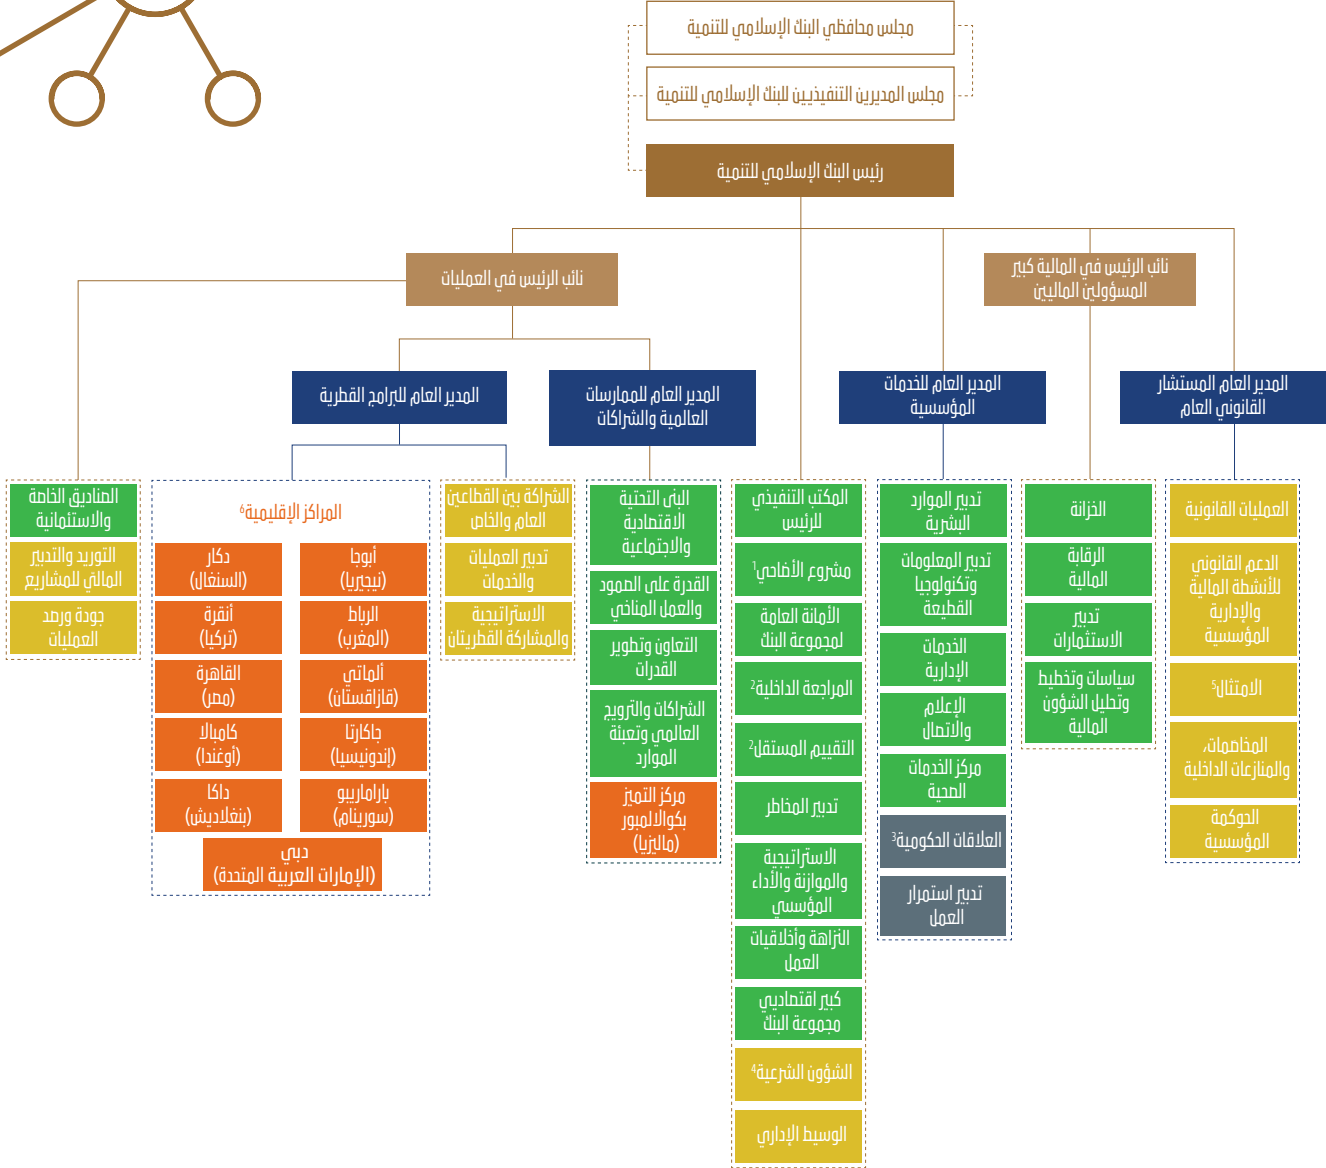 مجلس محافظي البنك الإسلامي للتنمية
مجلس المديرين التنفيذيين للبنك الإسلامي للتنمية
رئيس البنك الإسلامي للتنمية
نائب الرئيس في المالية كبير
المسؤولين الماليين
نائب الرئيس في العمليات
المدير العام المستشار
القانوني العام
المدير العام للخدمات
المؤسسية
المدير العام للممارسات
العالمية والشراكات
المدير العام للبرامج القطرية
العمليات القانونية
الدعم القانوني
للأنشطة المالية
والإدارية
المؤسسية
الامتثال⁵
المخاصمات،
والمنازعات الداخلية
الحوكمة
المؤسسية
الخزانة
الرقابة
المالية
تدبير
الاستثمارات
سياسات وتخطيط
وتحليل الشؤون
المالية
تدبير الموارد
البشرية
تدبير المعلومات
وتكنولوجيا
القطيعة
الخدمات
الإدارية
الإعلام
والاتصال
مركز الخدمات
الصحية
العلاقات الحكومية³
تدبير استمرار
العمل
المكتب التنفيذي
للرئيس
مشروع الأضاحي¹
الأمانة العامة
لمجموعة البنك
المراجعة الداخلية²
التقييم المستقل²
تدبير المخاطر
الاستراتيجية
والموازنة والأداء
المؤسسي
النزاهة وأخلاقيات
العمل
كبير اقتصاديي
مجموعة البنك
الشؤون الشرعية⁴
الوسيط الإداري
البنى التحتية
الاقتصادية
والاجتماعية
القدرة على الصمود
والعمل المناخي
التعاون وتطوير
القدرات
الشراكات والترويج
العالمي وتعبئة
الموارد
مركز التميز
بكوالالمبور
(ماليزيا)
الشراكة بين القطاعين
العام والخاص
تدبير العمليات
والخدمات
الاستراتيجية
والمشاركة القطريتان
المراكز الإقليمية⁶
أبوجا
(نيجيريا)
دكار
(السنغال)
الرباط
(المغرب)
أنقرة
(تركيا)
ألماتي
(قازاقستان)
القاهرة
(مصر)
جاكارتا
(إندونيسيا)
كامبالا
(أوغندا)
باراماريبو
(سورينام)
داكا
(بنغلاديش)
دبي
(الإمارات العربية المتحدة)
الصناديق الخاصة
والاستئمانية
التوريد والتدبير
المالي للمشاريع
جودة ورصد
العمليات